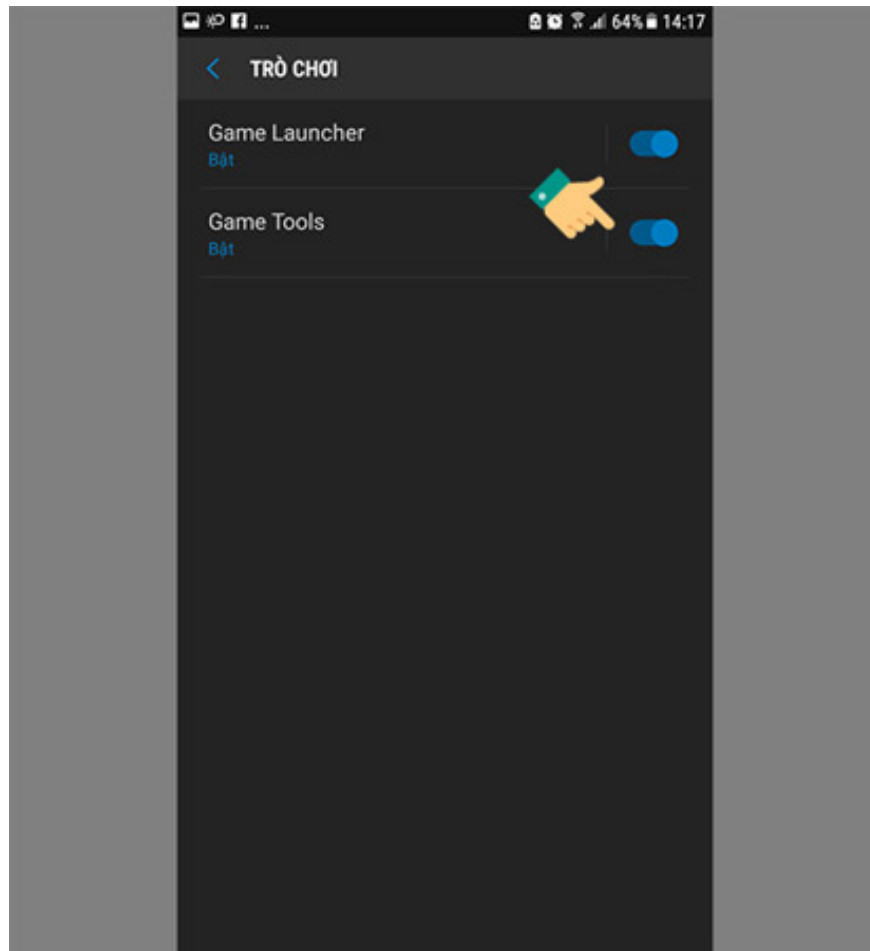 ... 64% 14:17
TRÒ CHƠI
Game Launcher
Bật
Game Tools
Bật